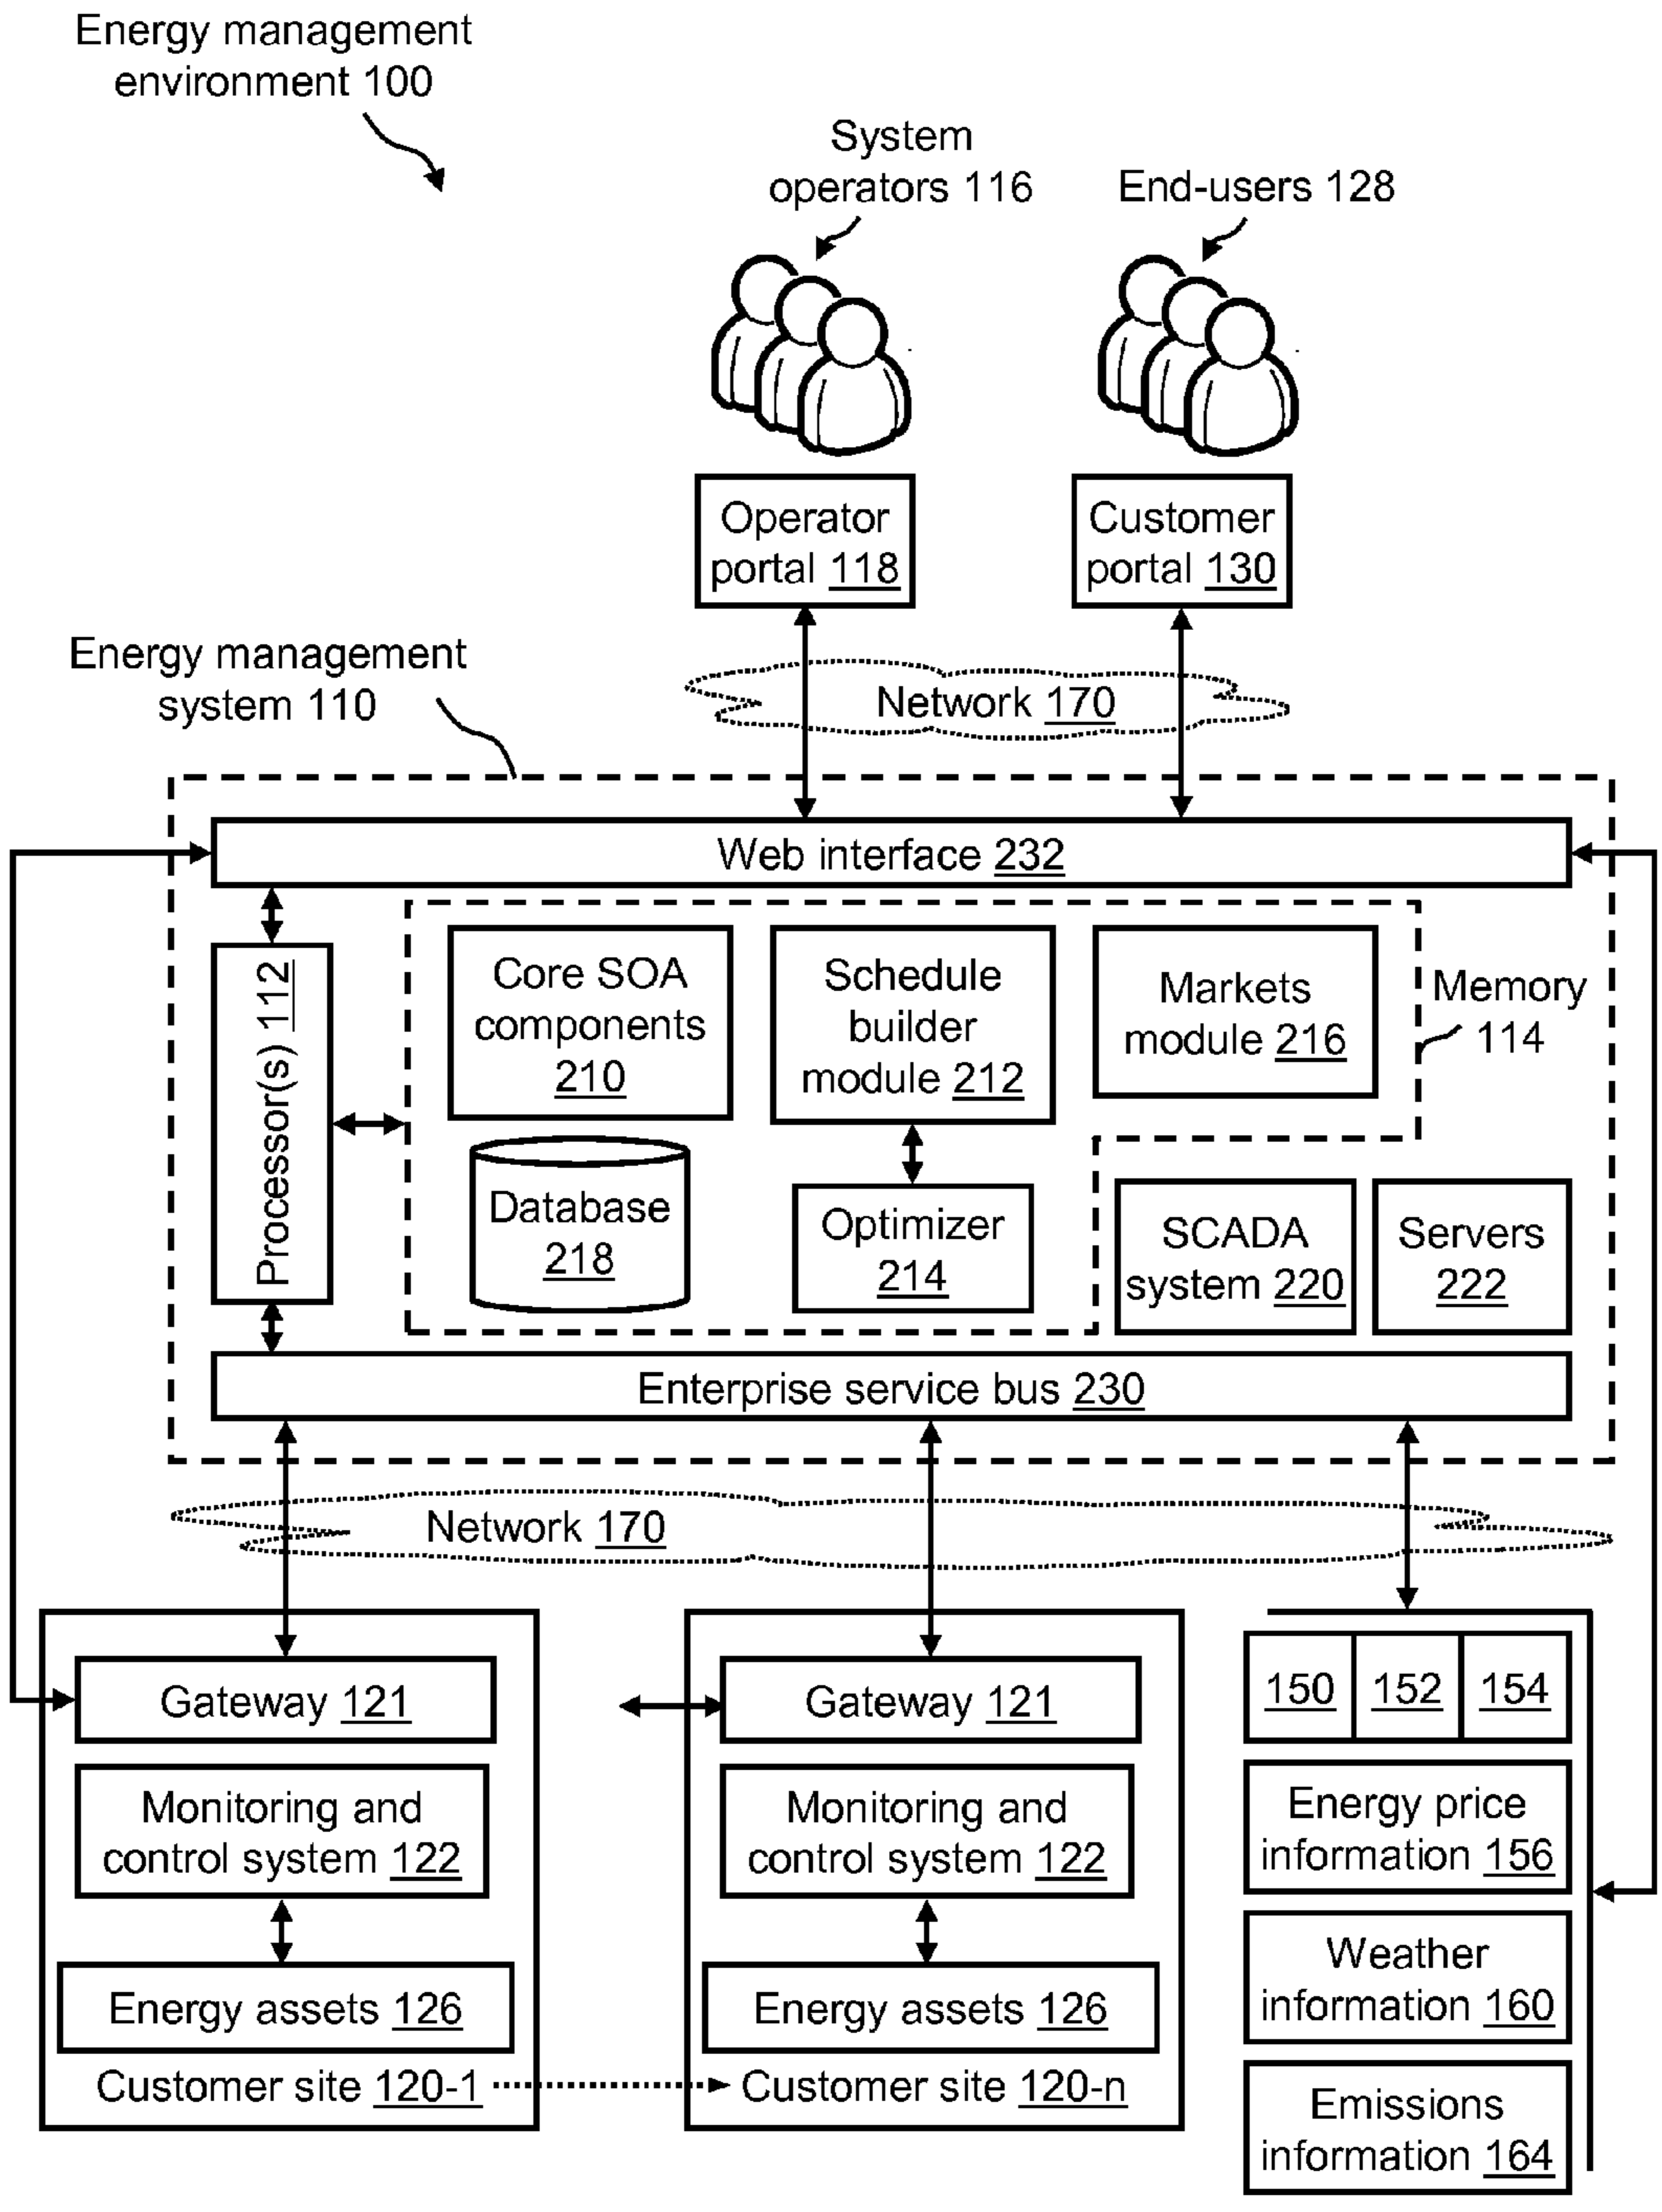 Energy management
environment 100
System
operators 116
End-users 128
Operator
portal 118
Customer
portal 130
Energy management
system 110
Network 170
Web interface 232
Processor(s) 112
Core SOA
components
210
Schedule
builder
module 212
Markets
module 216
Memory
114
Database
218
Optimizer
214
SCADA
system 220
Servers
222
Enterprise service bus 230
Network 170
Gateway 121
Monitoring and
control system 122
Energy assets 126
Customer site 120-1
Gateway 121
Monitoring and
control system 122
Energy assets 126
Customer site 120-n
150 152 154
Energy price
information 156
Weather
information 160
Emissions
information 164